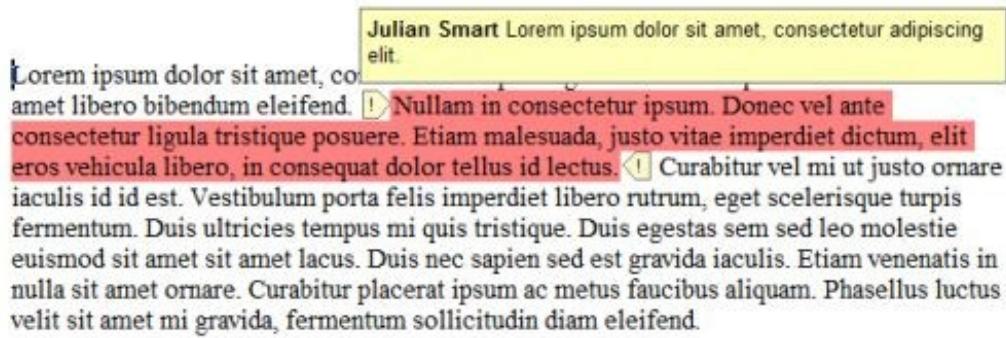 Julian Smart Lorem ipsum dolor sit amet, consectetur adipiscing
elit.
Lorem ipsum dolor sit amet, co
amet libero bibendum eleifend. ! Nullam in consectetur ipsum. Donec vel ante
consectetur ligula tristique posuere. Etiam malesuada, justo vitae imperdiet dictum, elit
eros vehicula libero, in consequat dolor tellus id lectus. ! Curabitur vel mi ut justo ornare
iaculis id id est. Vestibulum porta felis imperdiet libero rutrum, eget scelerisque turpis
fermentum. Duis ultricies tempus mi quis tristique. Duis egestas sem sed leo molestie
euismod sit amet sit amet lacus. Duis nec sapien sed est gravida iaculis. Etiam venenatis in
nulla sit amet ornare. Curabitur placerat ipsum ac metus faucibus aliquam. Phasellus luctus
velit sit amet mi gravida, fermentum sollicitudin diam eleifend.